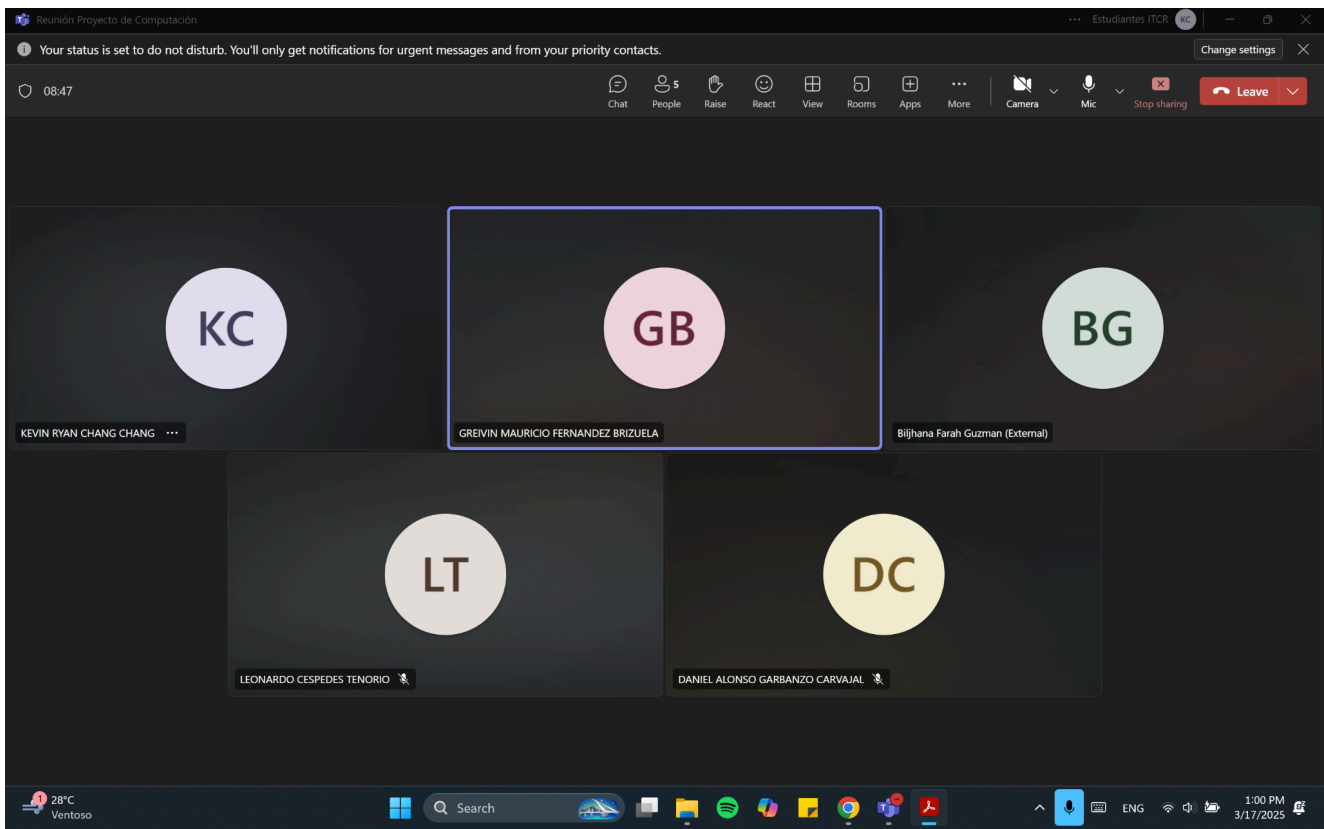 Reunión Proyecto de Computación
Estudiantes ITCR KC
Your status is set to do not disturb. You'll only get notifications for urgent messages and from your priority contacts.
Change settings
08:47
5
Chat People Raise React View Rooms Apps More Camera Mic Stop sharing Leave
KC
GB
BG
KEVIN RYAN CHANG CHANG ···
GREIVIN MAURICIO FERNANDEZ BRIZUELA
Biljhana Farah Guzman (External)
LT
DC
LEONARDO CESPEDES TENORIO
DANIEL ALONSO GARBANZO CARVAJAL
1
28°C
Ventoso
Search
ENG
1:00 PM
3/17/2025